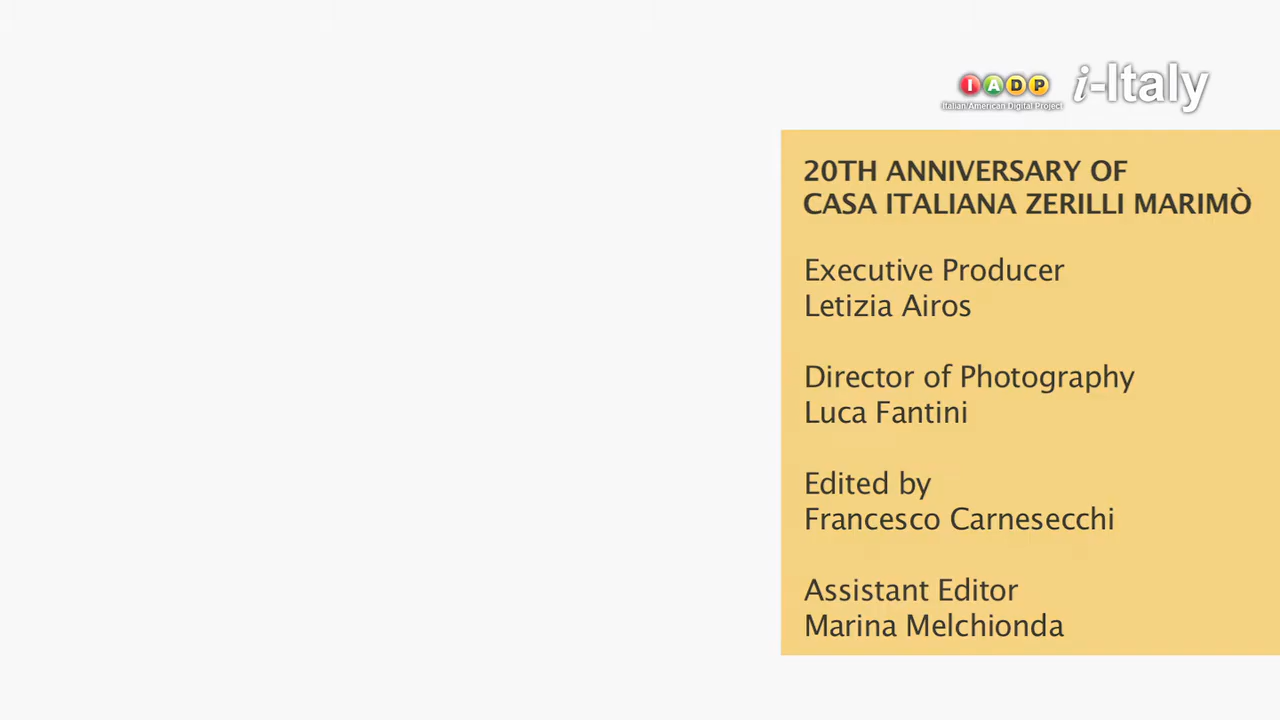 IADP
Italian/American Digital Project
i-Italy
20TH ANNIVERSARY OF
CASA ITALIANA ZERILLI MARIMÒ
Executive Producer
Letizia Airos
Director of Photography
Luca Fantini
Edited by
Francesco Carnesecchi
Assistant Editor
Marina Melchionda